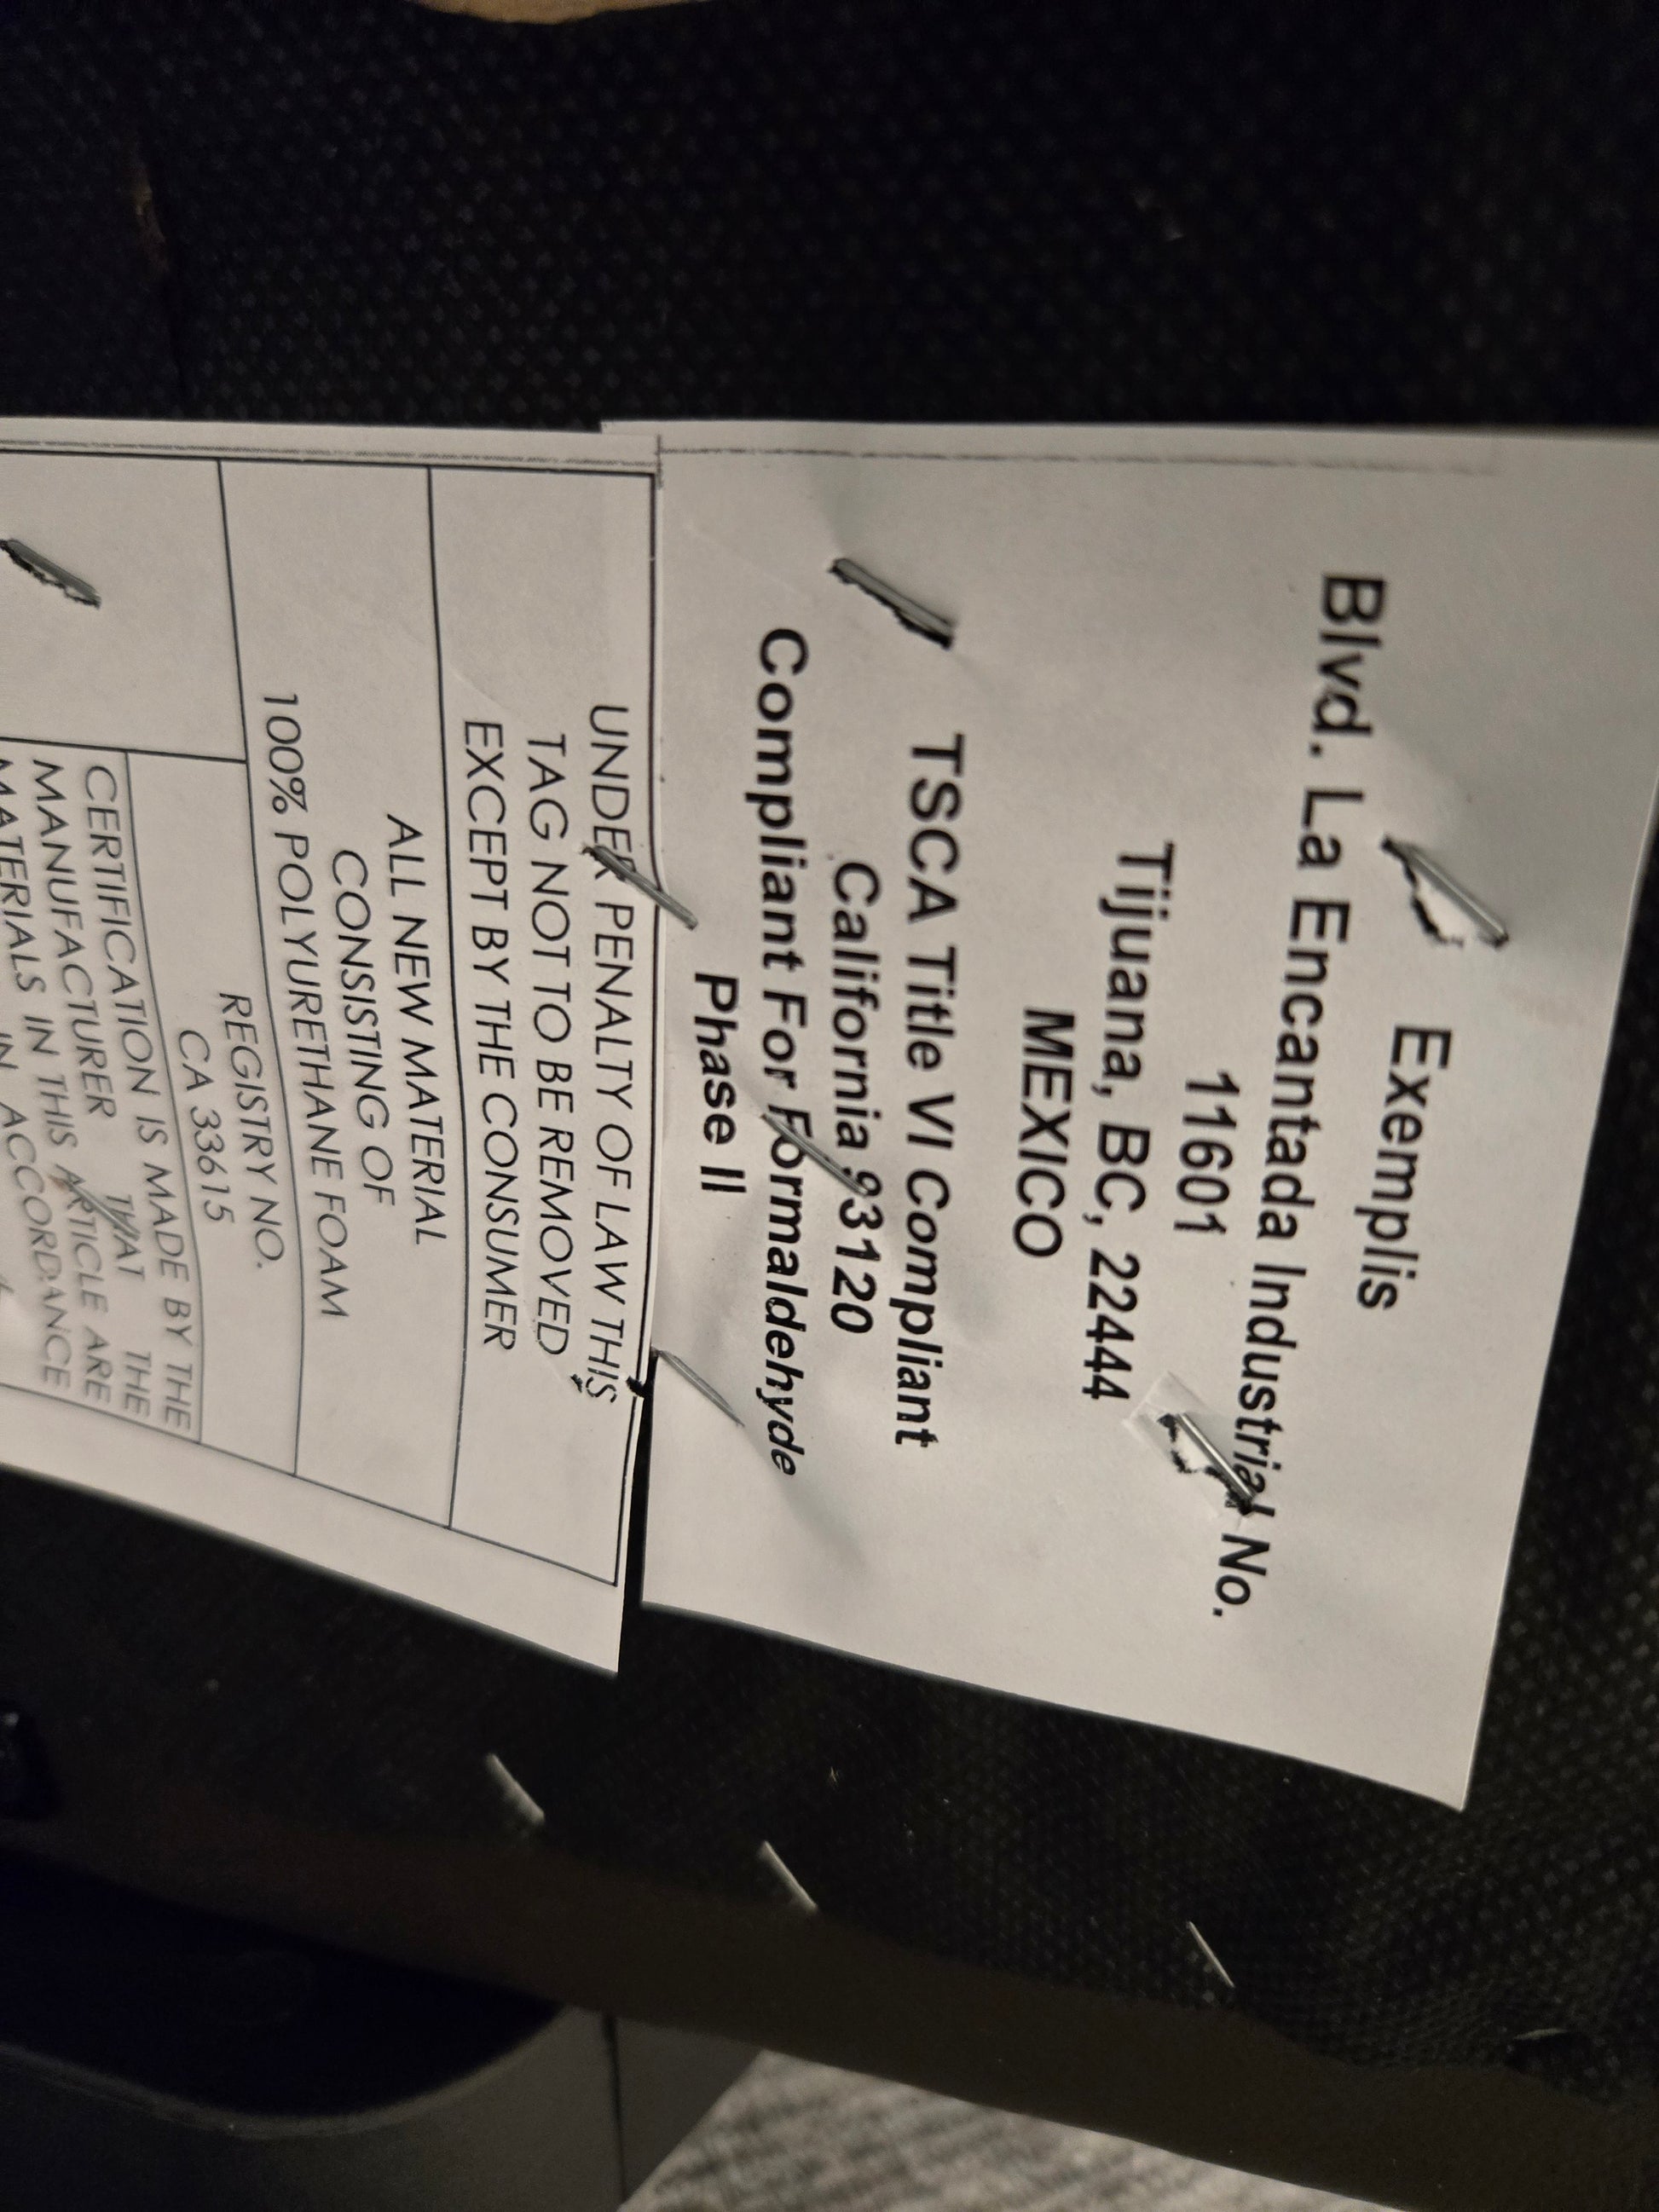 Exemplis
Blvd. La Encantada Industrial No.
11601
Tijuana, BC, 22444
MEXICO
TSCA Title VI Compliant
California 93120
Compliant For Formaldehyde
Phase II
UNDER PENALTY OF LAW THIS
TAG NOT TO BE REMOVED
EXCEPT BY THE CONSUMER
ALL NEW MATERIAL
CONSISTING OF
100% POLYURETHANE FOAM
REGISTRY NO.
CA 33615
CERTIFICATION IS MADE BY THE
MANUFACTURER THAT THE
MATERIALS IN THIS ARTICLE ARE
IN ACCORDANCE